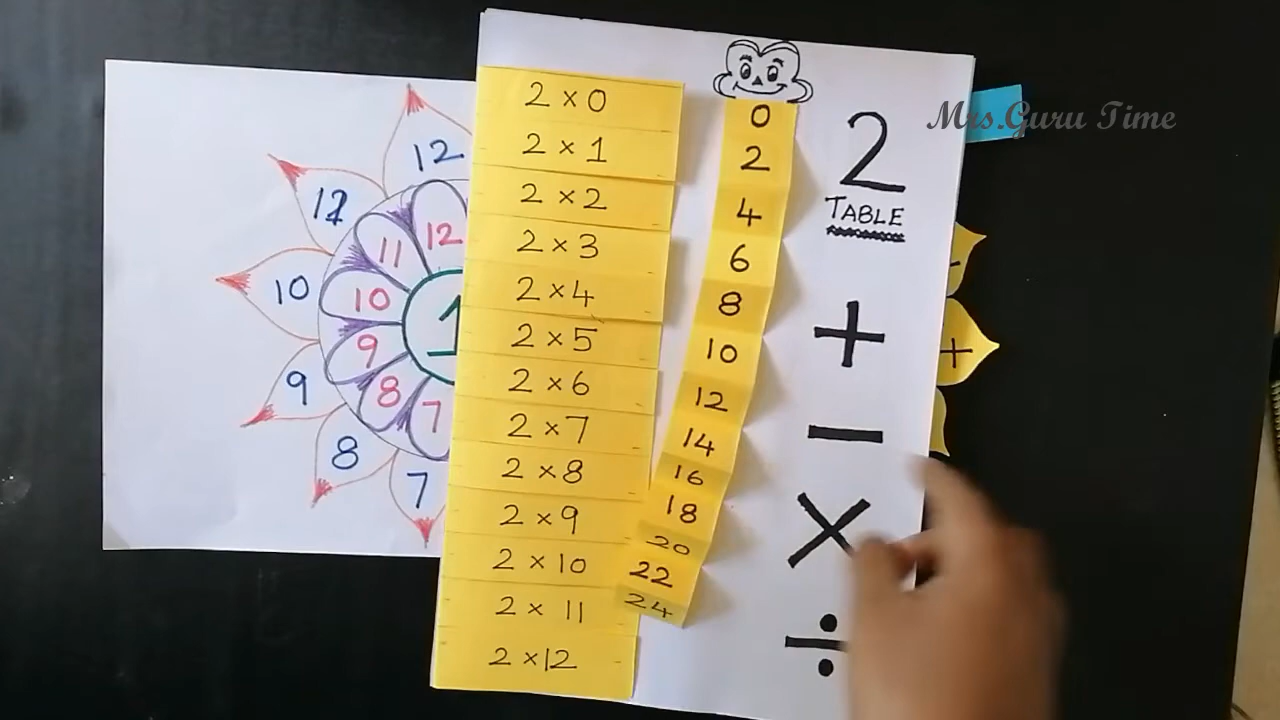 Mrs.Guru Time
2 × 0
2 × 1
2 × 2
2 × 3
2 × 4
2 × 5
2 × 6
2 × 7
2 × 8
2 × 9
2 × 10
2 × 11
2 × 12
0
2
4
6
8
10
12
14
16
18
20
22
24
2
TABLE
+
−
×
÷
12
10
9
8
7
12
11
10
9
8
7
1
+